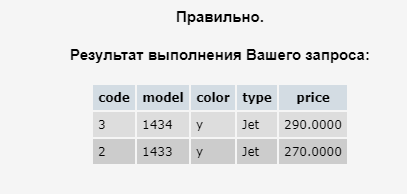 Правильно.
Результат выполнения Вашего запроса:
code model color type price
3 1434 y Jet 290.0000
2 1433 y Jet 270.0000